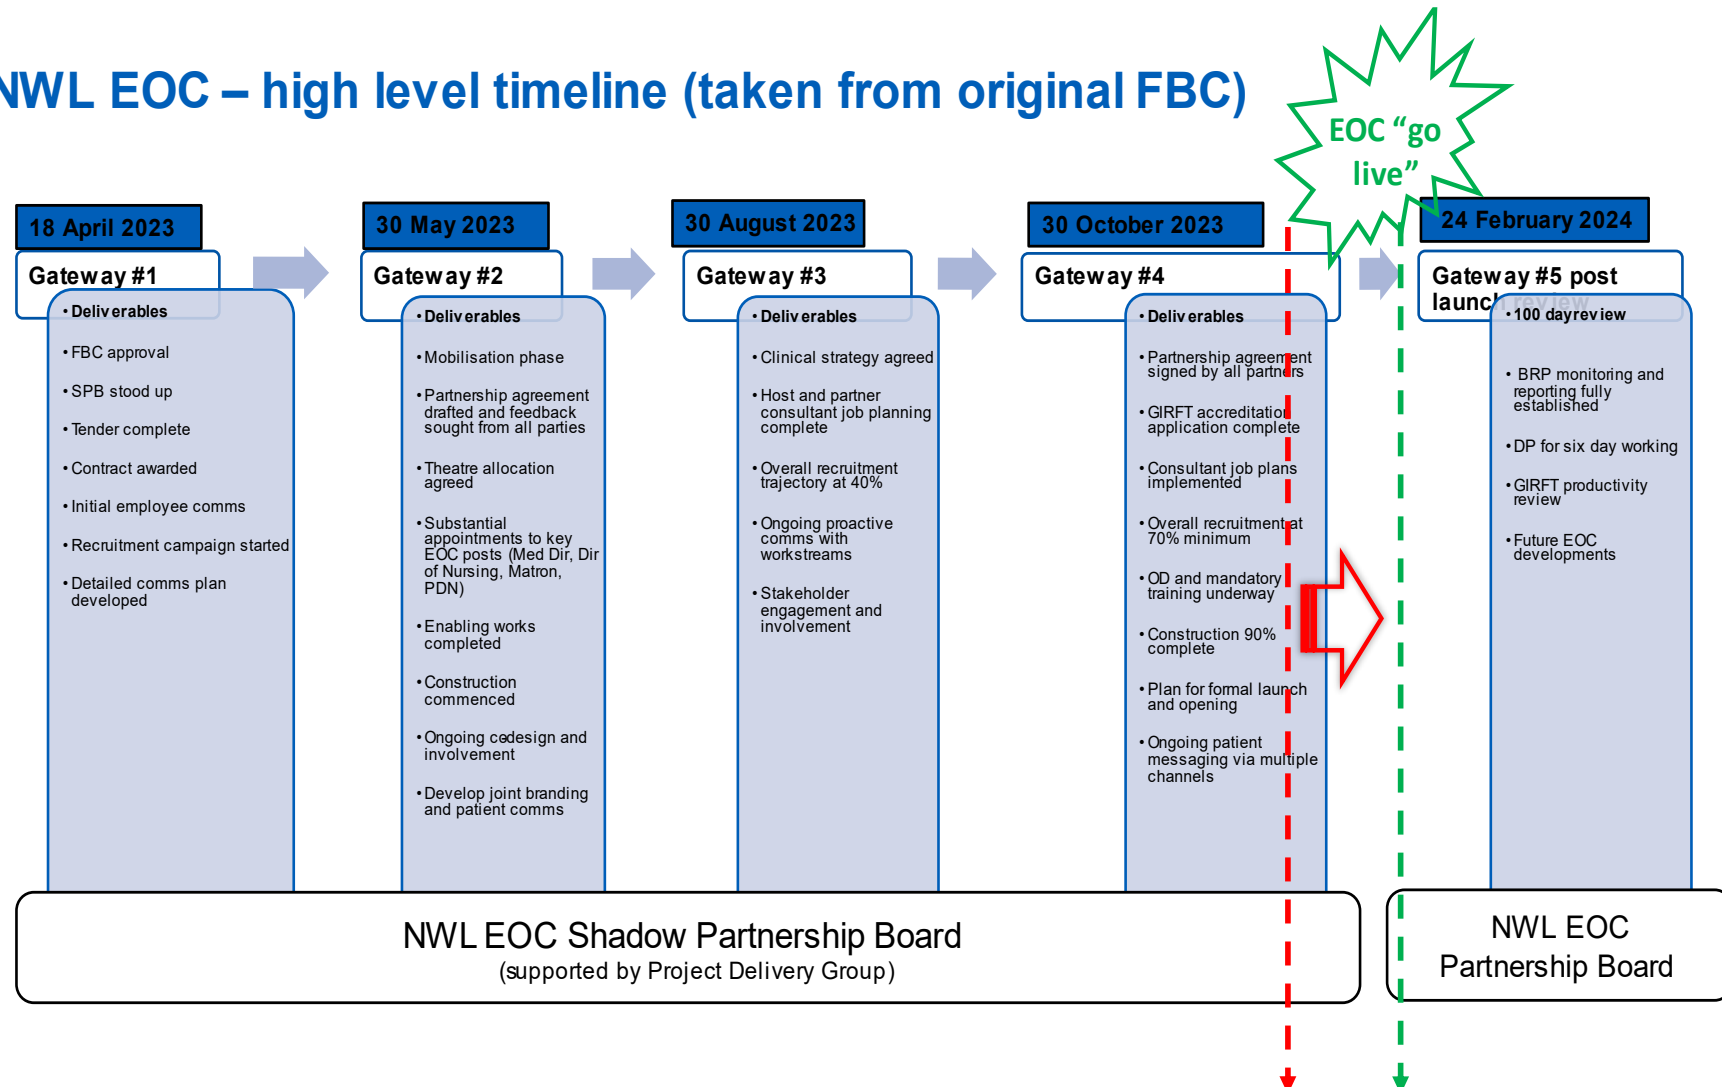 NWL EOC – high level timeline (taken from original FBC)
EOC “go
live”
18 April 2023
Gateway #1
• Deliverables
• FBC approval
• SPB stood up
• Tender complete
• Contract awarded
• Initial employee comms
• Recruitment campaign started
• Detailed comms plan
developed
30 May 2023
Gateway #2
• Deliverables
• Mobilisation phase
• Partnership agreement
drafted and feedback
sought from all parties
• Theatre allocation
agreed
• Substantial
appointments to key
EOC posts (Med Dir, Dir
of Nursing, Matron,
PDN)
• Enabling works
completed
• Construction
commenced
• Ongoing co-design and
involvement
• Develop joint branding
and patient comms
30 August 2023
Gateway #3
• Deliverables
• Clinical strategy agreed
• Host and partner
consultant job planning
complete
• Overall recruitment
trajectory at 40%
• Ongoing proactive
comms with
workstreams
• Stakeholder
engagement and
involvement
30 October 2023
Gateway #4
• Deliverables
• Partnership agreement
signed by all partners
• GIRFT accreditation
application complete
• Consultant job plans
implemented
• Overall recruitment at
70% minimum
• OD and mandatory
training underway
• Construction 90%
complete
• Plan for formal launch
and opening
• Ongoing patient
messaging via multiple
channels
24 February 2024
Gateway #5 post
launch review
• 100 day review
• BRP monitoring and
reporting fully
established
• DP for six day working
• GIRFT productivity
review
• Future EOC
developments
NWL EOC Shadow Partnership Board
(supported by Project Delivery Group)
NWL EOC
Partnership Board